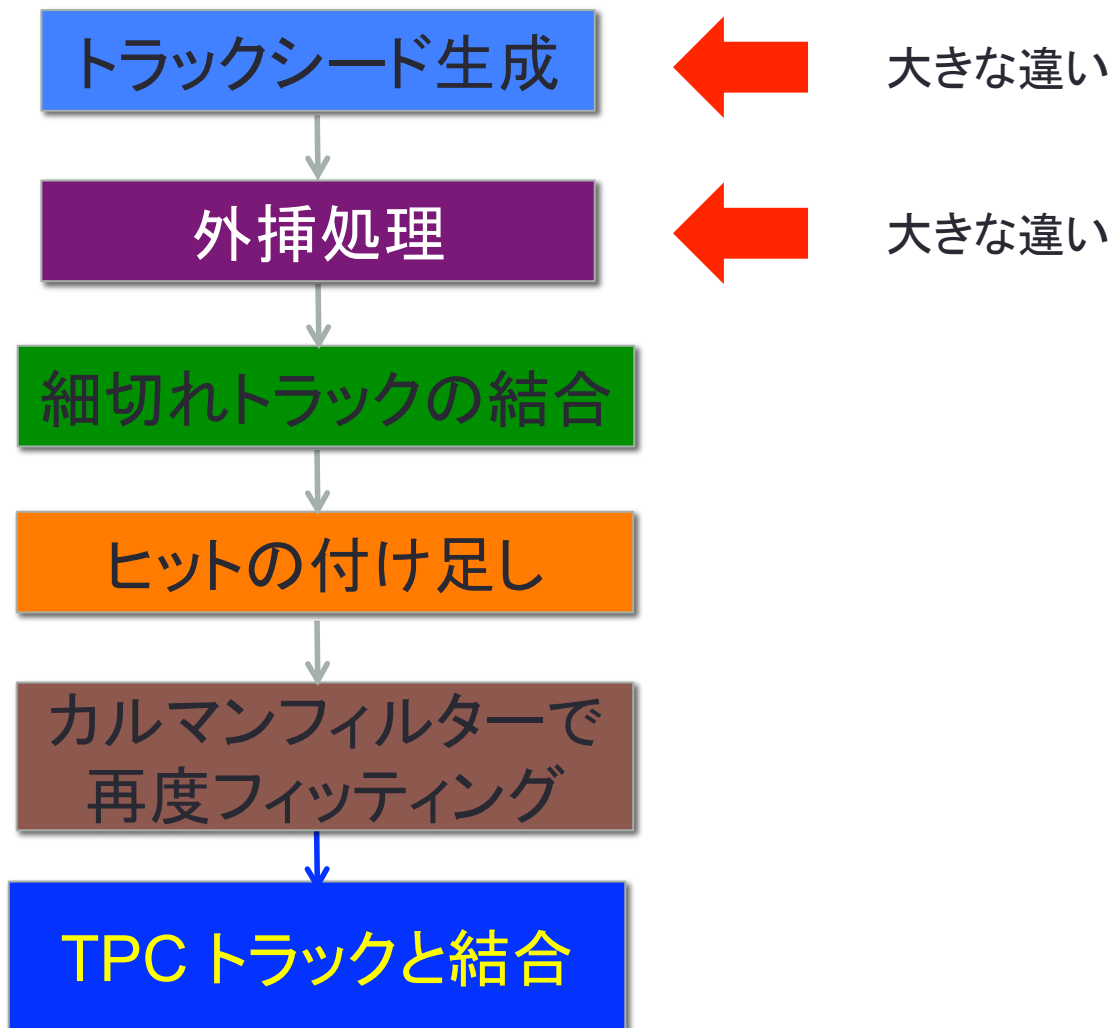 トラックシード生成
大きな違い
外挿処理
大きな違い
細切れトラックの結合
ヒットの付け足し
カルマンフィルターで
再度フィッティング
TPC トラックと結合